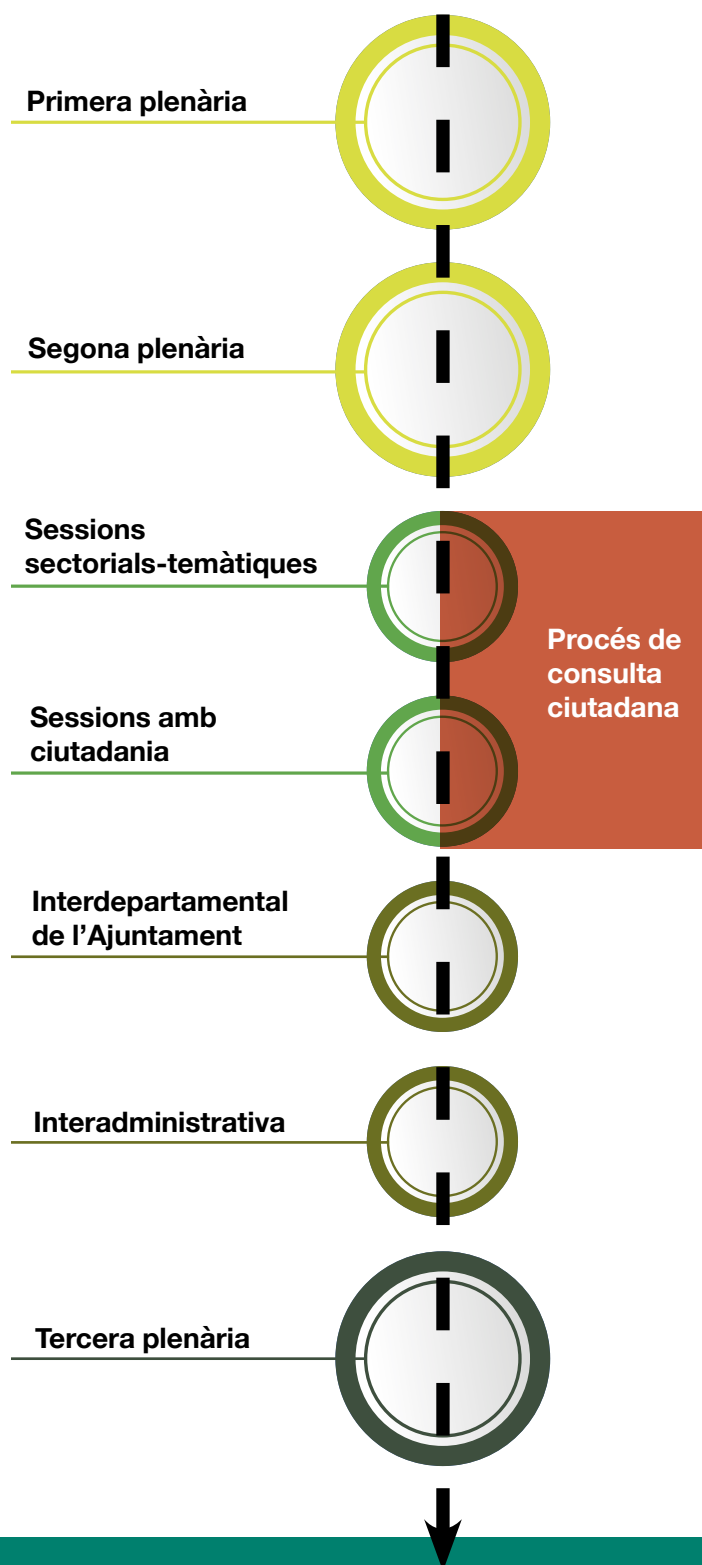 Primera plenària
Segona plenària
Sessions
sectorials-temàtiques
Procés de
consulta
ciutadana
Sessions amb
ciutadania
Interdepartamental
de l’Ajuntament
Interadministrativa
Tercera plenària